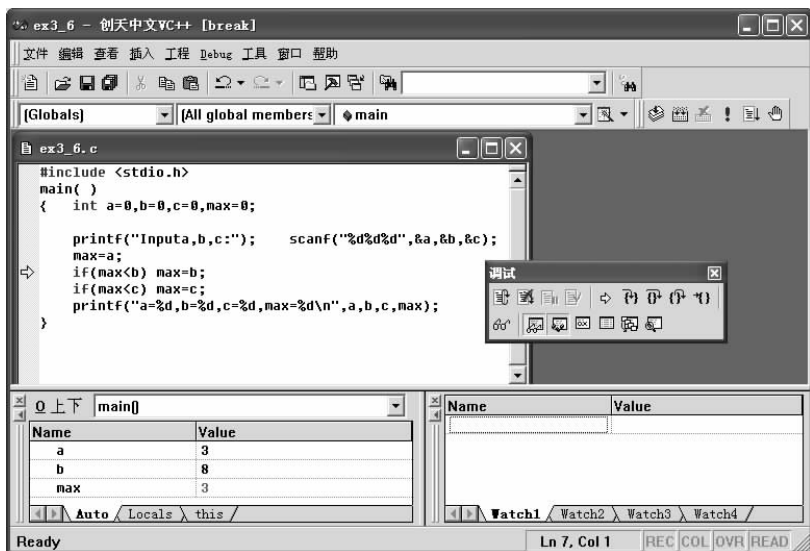 ex3_6 - 创天中文VC++ [break]
文件 编辑 查看 插入 工程 Debug 工具 窗口 帮助
(Globals) (All global members main
ex3_6.c
#include <stdio.h>
main( )
{ int a=0,b=0,c=0,max=0;
printf("Inputa,b,c:"); scanf("%d%d%d",&a,&b,&c);
max=a;
if(max<b) max=b;
if(max<c) max=c;
printf("a=%d,b=%d,c=%d,max=%d\n",a,b,c,max);
}
调试
O 上下 main()
Name Value
a 3
b 8
max 3
Auto Locals this
Name Value
Watch1 Watch2 Watch3 Watch4
Ready Ln 7, Col 1 REC COL OVR READ